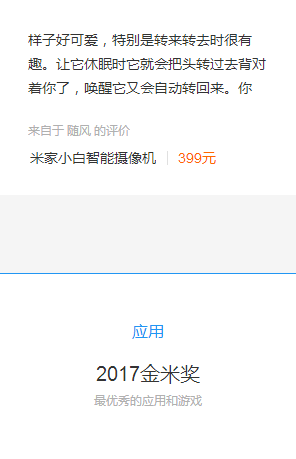 样子好可爱，特别是转来转去时很有
趣。让它休眠时它就会把头转过去背对
着你了，唤醒它又会自动转回来。你
来自于 随风 的评价
米家小白智能摄像机 399元
应用
2017金米奖
最优秀的应用和游戏